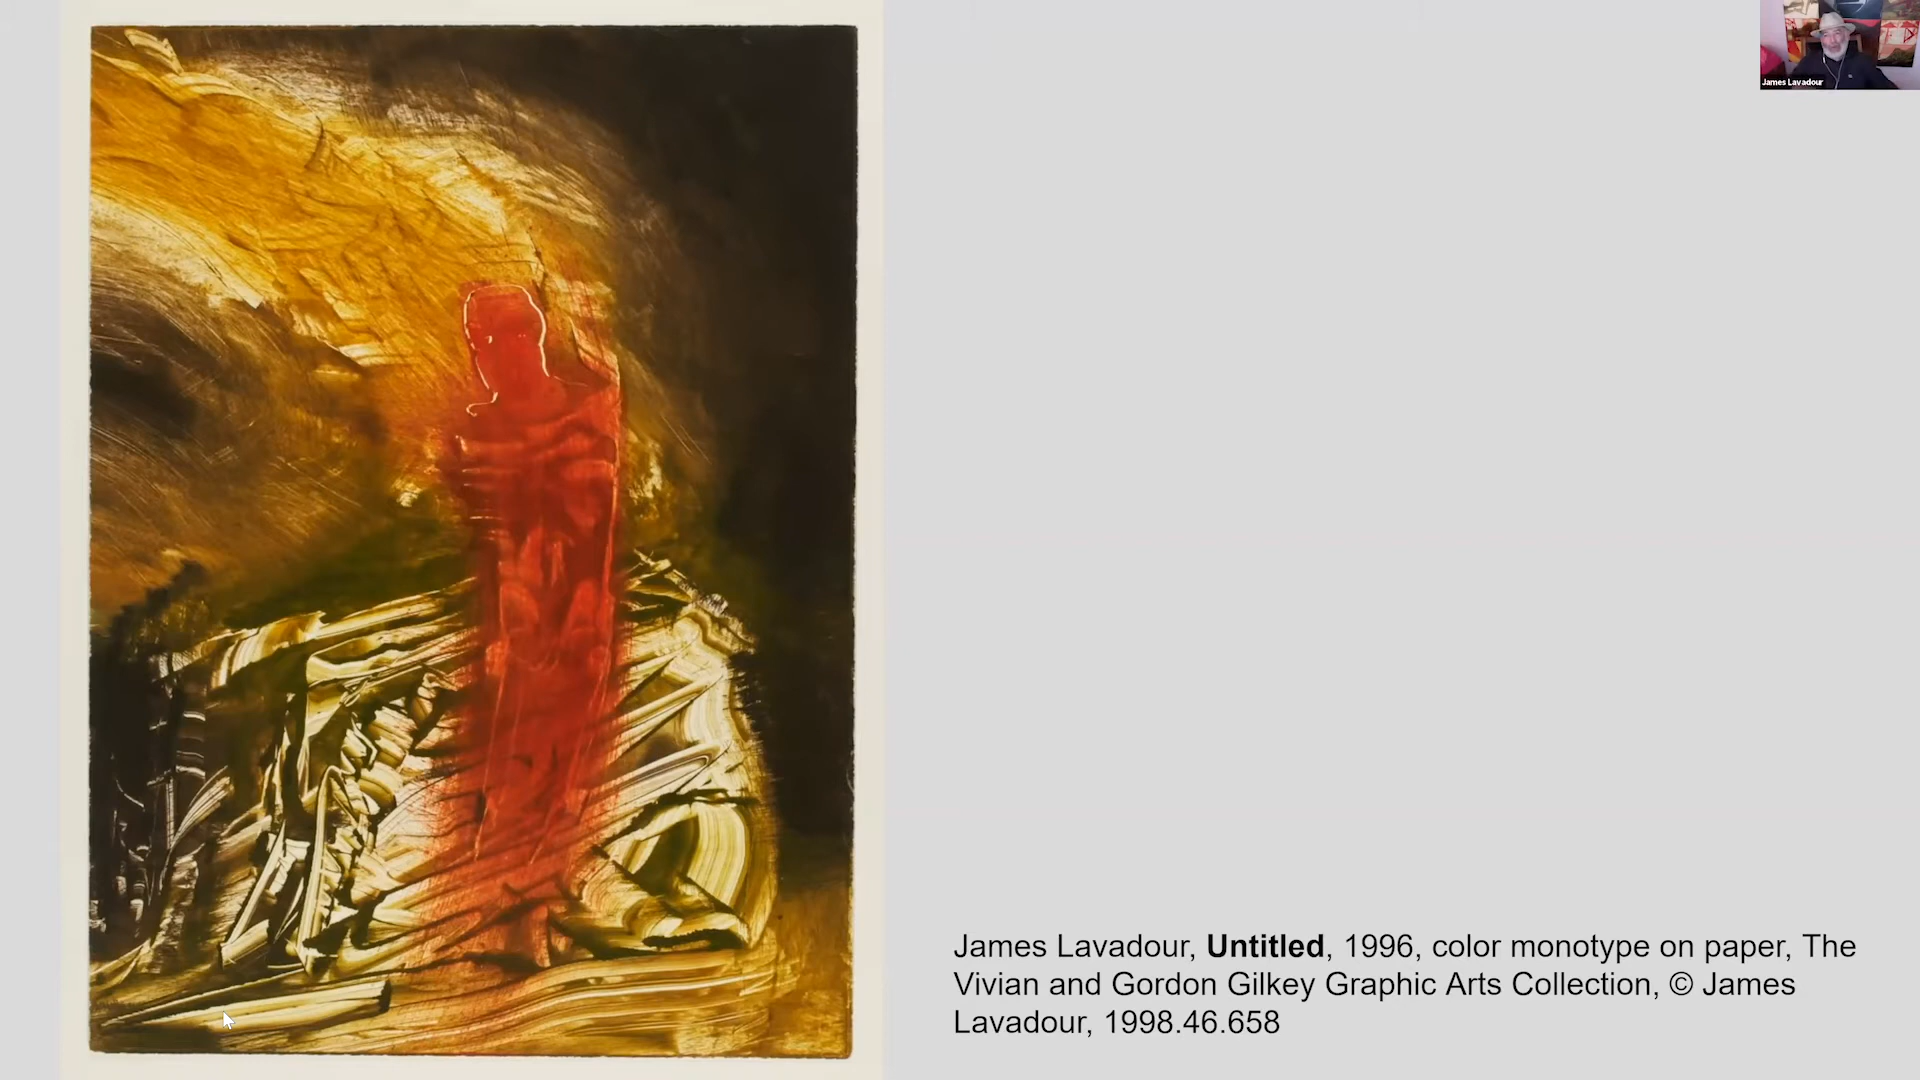 James Lavadour
James Lavadour, Untitled, 1996, color monotype on paper, The
Vivian and Gordon Gilkey Graphic Arts Collection, © James
Lavadour, 1998.46.658